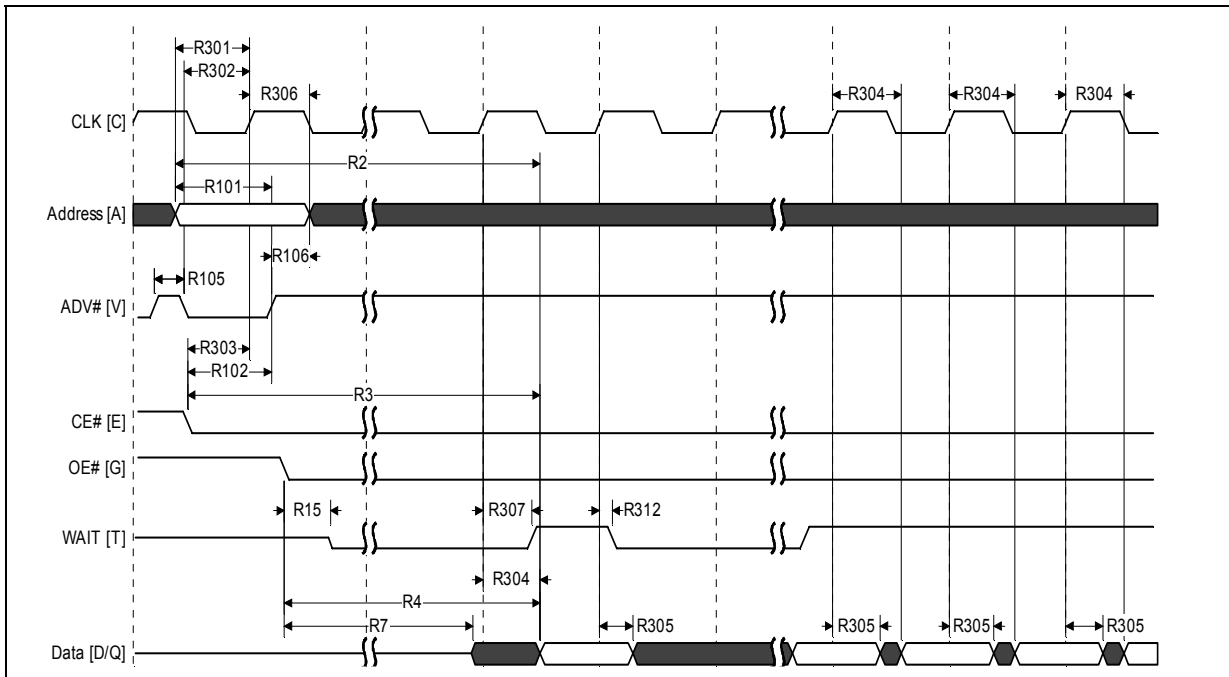 R301
R302
R306
R304 R304 R304
CLK [C]
R2
R101
Address [A]
R106
R105
ADV# [V]
R303
R102
R3
CE# [E]
OE# [G]
R15 R307 R312
WAIT [T]
R304
R4
R7
R305 R305 R305 R305
Data [D/Q]